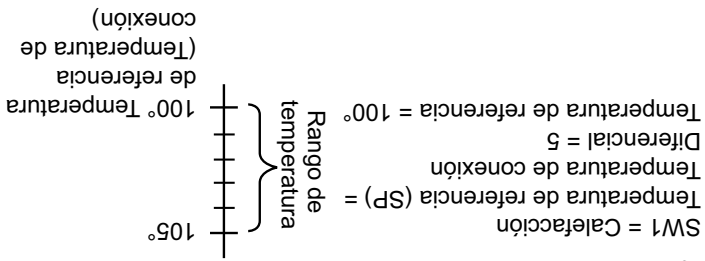 SW1 = Calefacción
Temperatura de referencia (SP) =
Temperatura de conexión
Diferencial = 5
Temperatura de referencia = 100°
Rango de
temperatura
105°
100° Temperatura
de referencia
(Temperatura de
conexión)